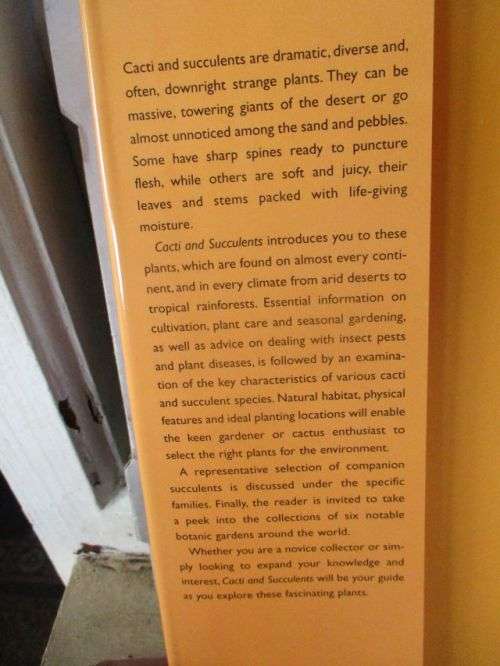 Cacti and succulents are dramatic, diverse and,
often, downright strange plants. They can be
massive, towering giants of the desert or go
almost unnoticed among the sand and pebbles.
Some have sharp spines ready to puncture
flesh, while others are soft and juicy, their
leaves and stems packed with life-giving
moisture.
Cacti and Succulents introduces you to these
plants, which are found on almost every conti-
nent, and in every climate from arid deserts to
tropical rainforests. Essential information on
cultivation, plant care and seasonal gardening,
as well as advice on dealing with insect pests
and plant diseases, is followed by an examina-
tion of the key characteristics of various cacti
and succulent species. Natural habitat, physical
features and ideal planting locations will enable
the keen gardener or cactus enthusiast to
select the right plants for the environment.
A representative selection of companion
succulents is discussed under the specific
families. Finally, the reader is invited to take
a peek into the collections of six notable
botanic gardens around the world.
Whether you are a novice collector or sim-
ply looking to expand your knowledge and
interest, Cacti and Succulents will be your guide
as you explore these fascinating plants.